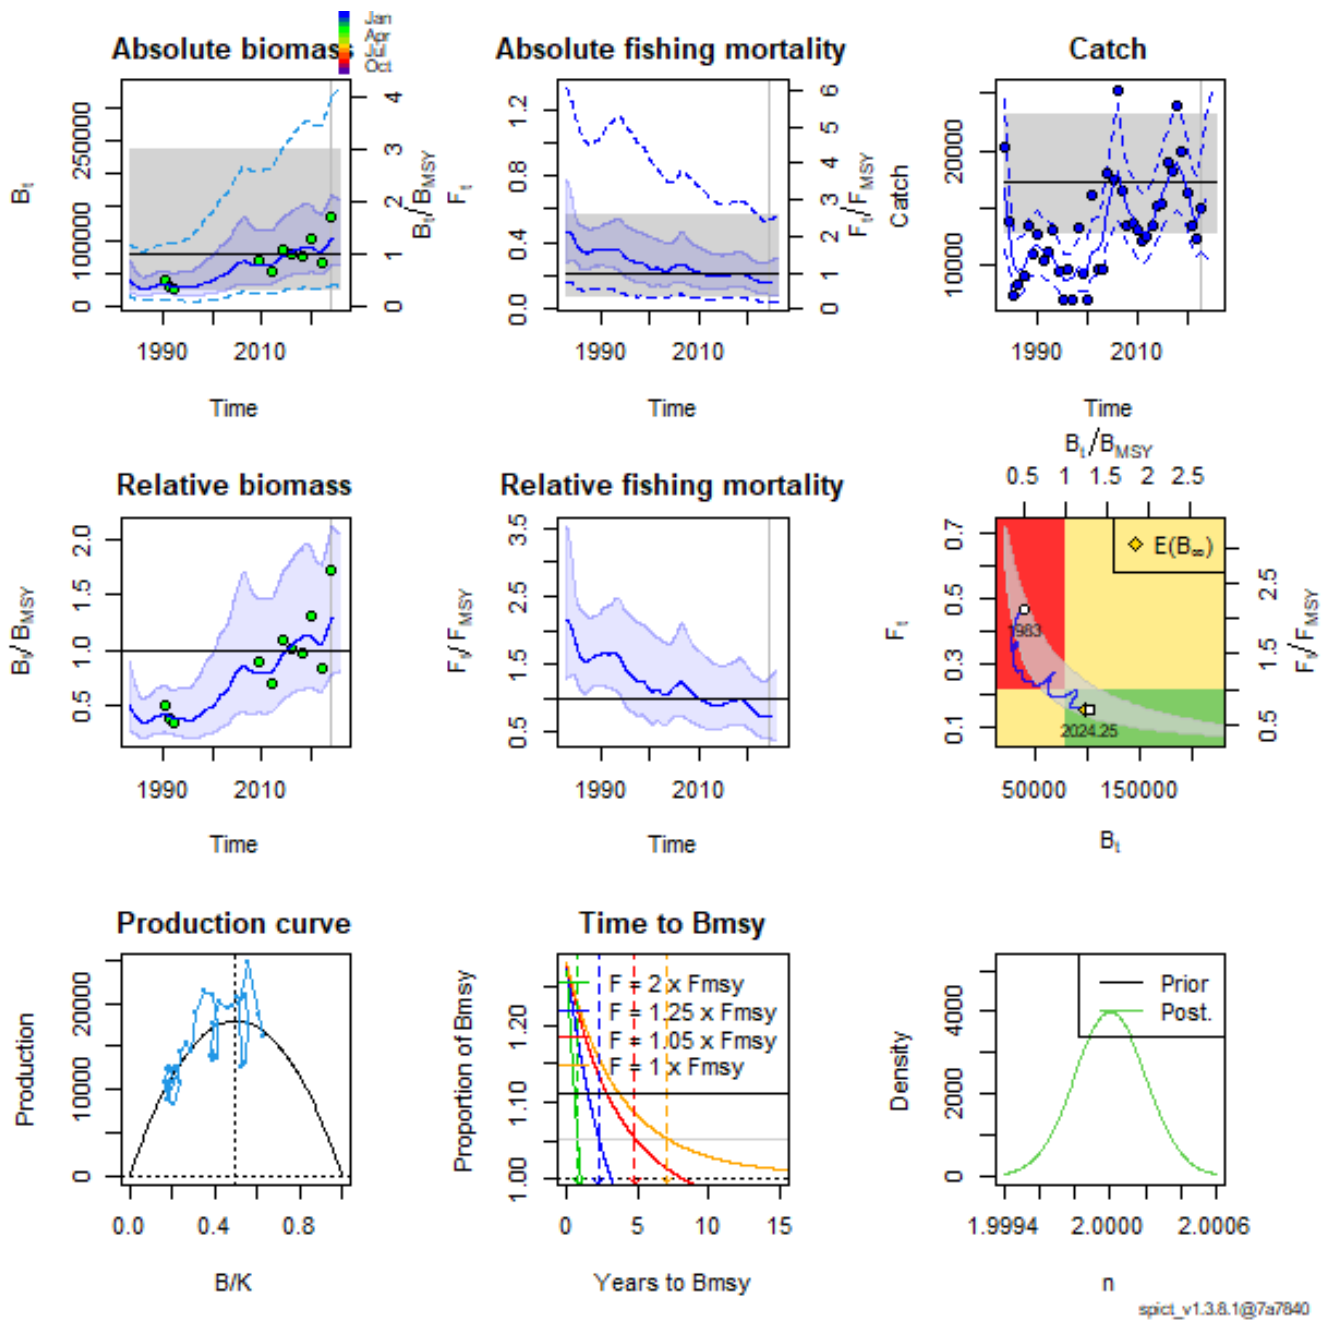 Jan
Apr
Jul
Oct
Absolute biomass
Absolute fishing mortality
Catch
Bt
0 100000 250000
0 1 2 3 4
Bt/BMSY
1990 2010
Time
Ft
0.0 0.4 0.8 1.2
0 1 2 3 4 5 6
Ft/FMSY
1990 2010
Time
Catch
10000 20000
1990 2010
Time
Relative biomass
Relative fishing mortality
Bt/BMSY
0.5 1.0 1.5 2.0
1990 2010
Time
Ft/FMSY
0.5 1.5 2.5 3.5
1990 2010
Time
Bt/BMSY
0.5 1 1.5 2 2.5
Ft
0.1 0.3 0.5 0.7
E(B∞)
1983
2024.25
0.5 1.5 2.5
Ft/FMSY
50000 150000
Bt
Production curve
Time to Bmsy
Production
0 10000 20000
0.0 0.4 0.8
B/K
Proportion of Bmsy
1.00 1.10 1.20
F = 2 x Fmsy
F = 1.25 x Fmsy
F = 1.05 x Fmsy
F = 1 x Fmsy
0 5 10 15
Years to Bmsy
Density
0 2000 4000
Prior
Post.
1.9994 2.0000 2.0006
n
spict_v1.3.8.1@7a7840